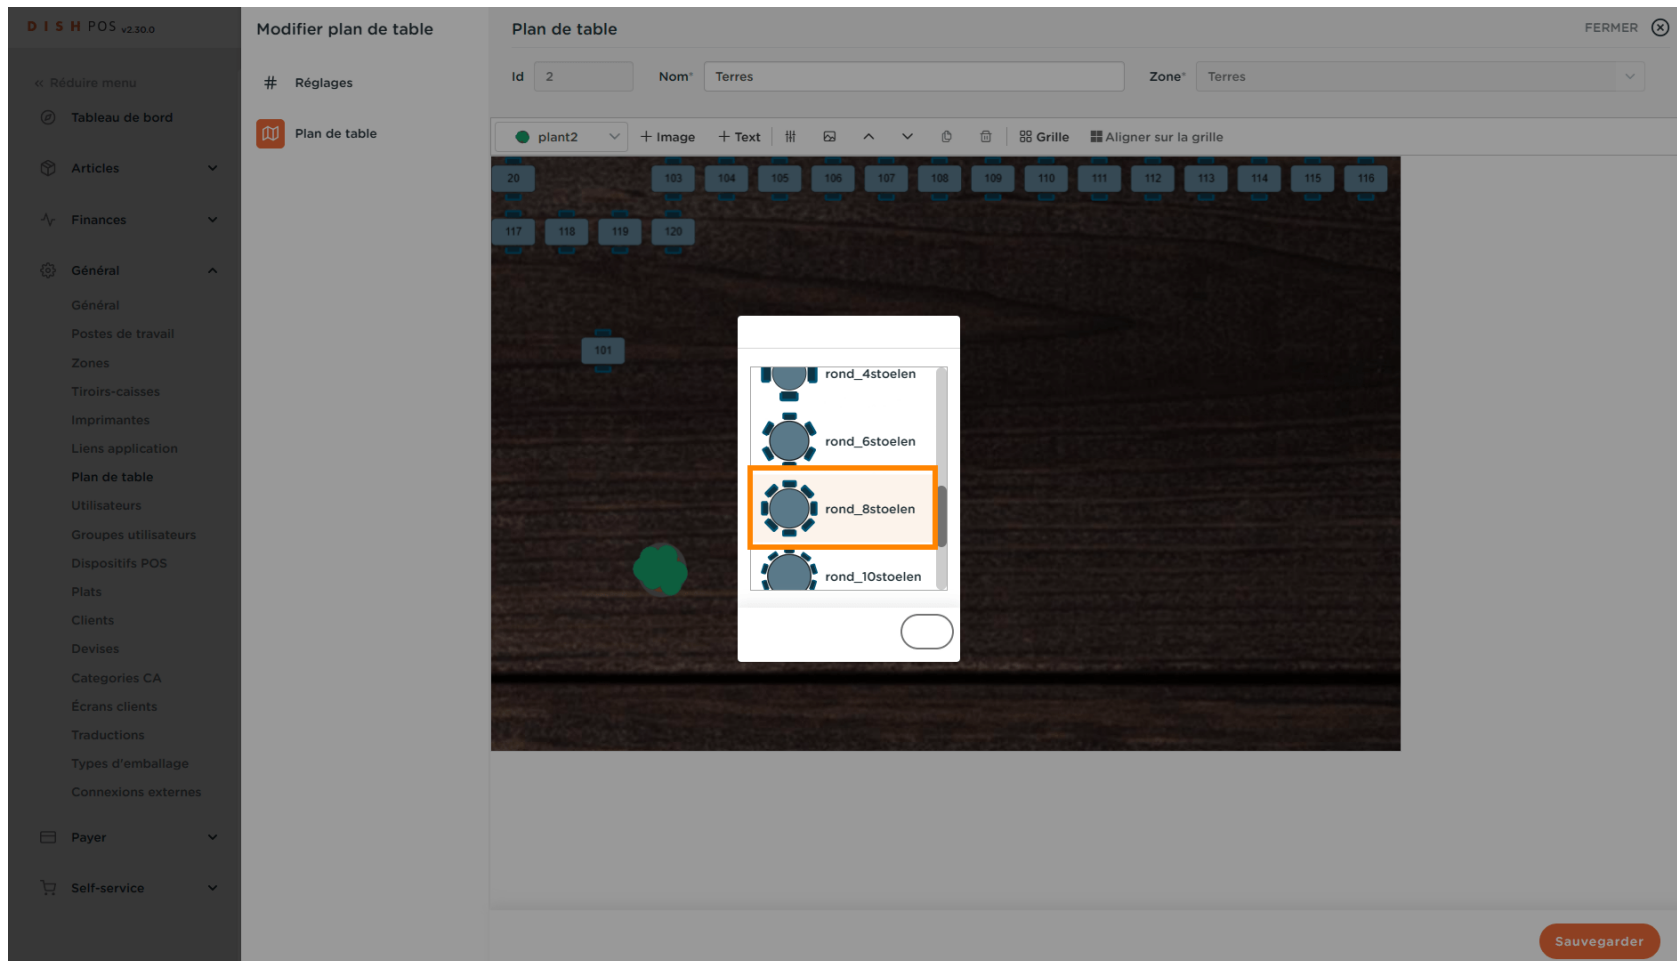 DISH POS v2.30.0
Modifier plan de table
Plan de table
FERMER
Réduire menu
Réglages
Id 2 Nom* Terres Zone* Terres
Tableau de bord
Plan de table
plant2 + Image + Text Grille Aligner sur la grille
Articles
20 103 104 105 106 107 108 109 110 111 112 113 114 115 116
Finances
117 118 119 120
Général
Général
Postes de travail
Zones
Tiroirs-caisses
Imprimantes
Liens application
Plan de table
Utilisateurs
Groupes utilisateurs
Dispositifs POS
Plats
Clients
Devises
Categories CA
Écrans clients
Traductions
Types d'emballage
Connexions externes
101
rond_4stoelen
rond_6stoelen
rond_8stoelen
rond_10stoelen
Payer
Self-service
Sauvegarder